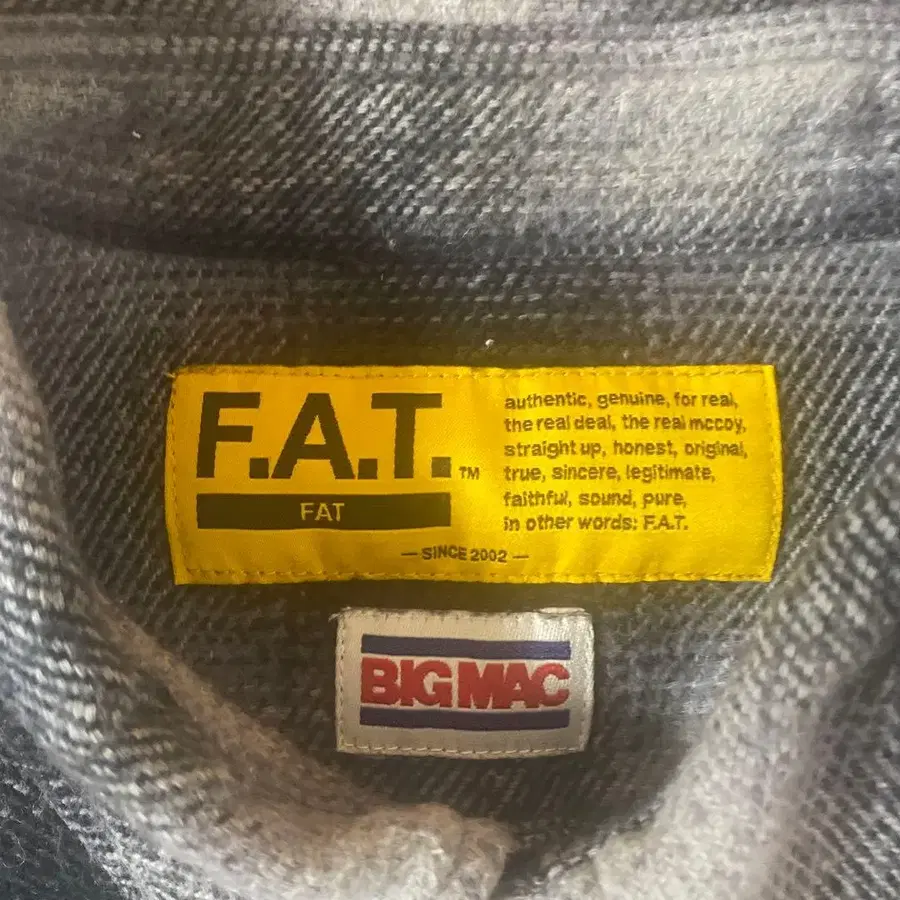 F.A.T.™
FAT
— SINCE 2002 —
authentic, genuine, for real,
the real deal, the real mccoy,
straight up, honest, original,
true, sincere, legitimate,
faithful, sound, pure,
in other words: F.A.T.
BIG MAC